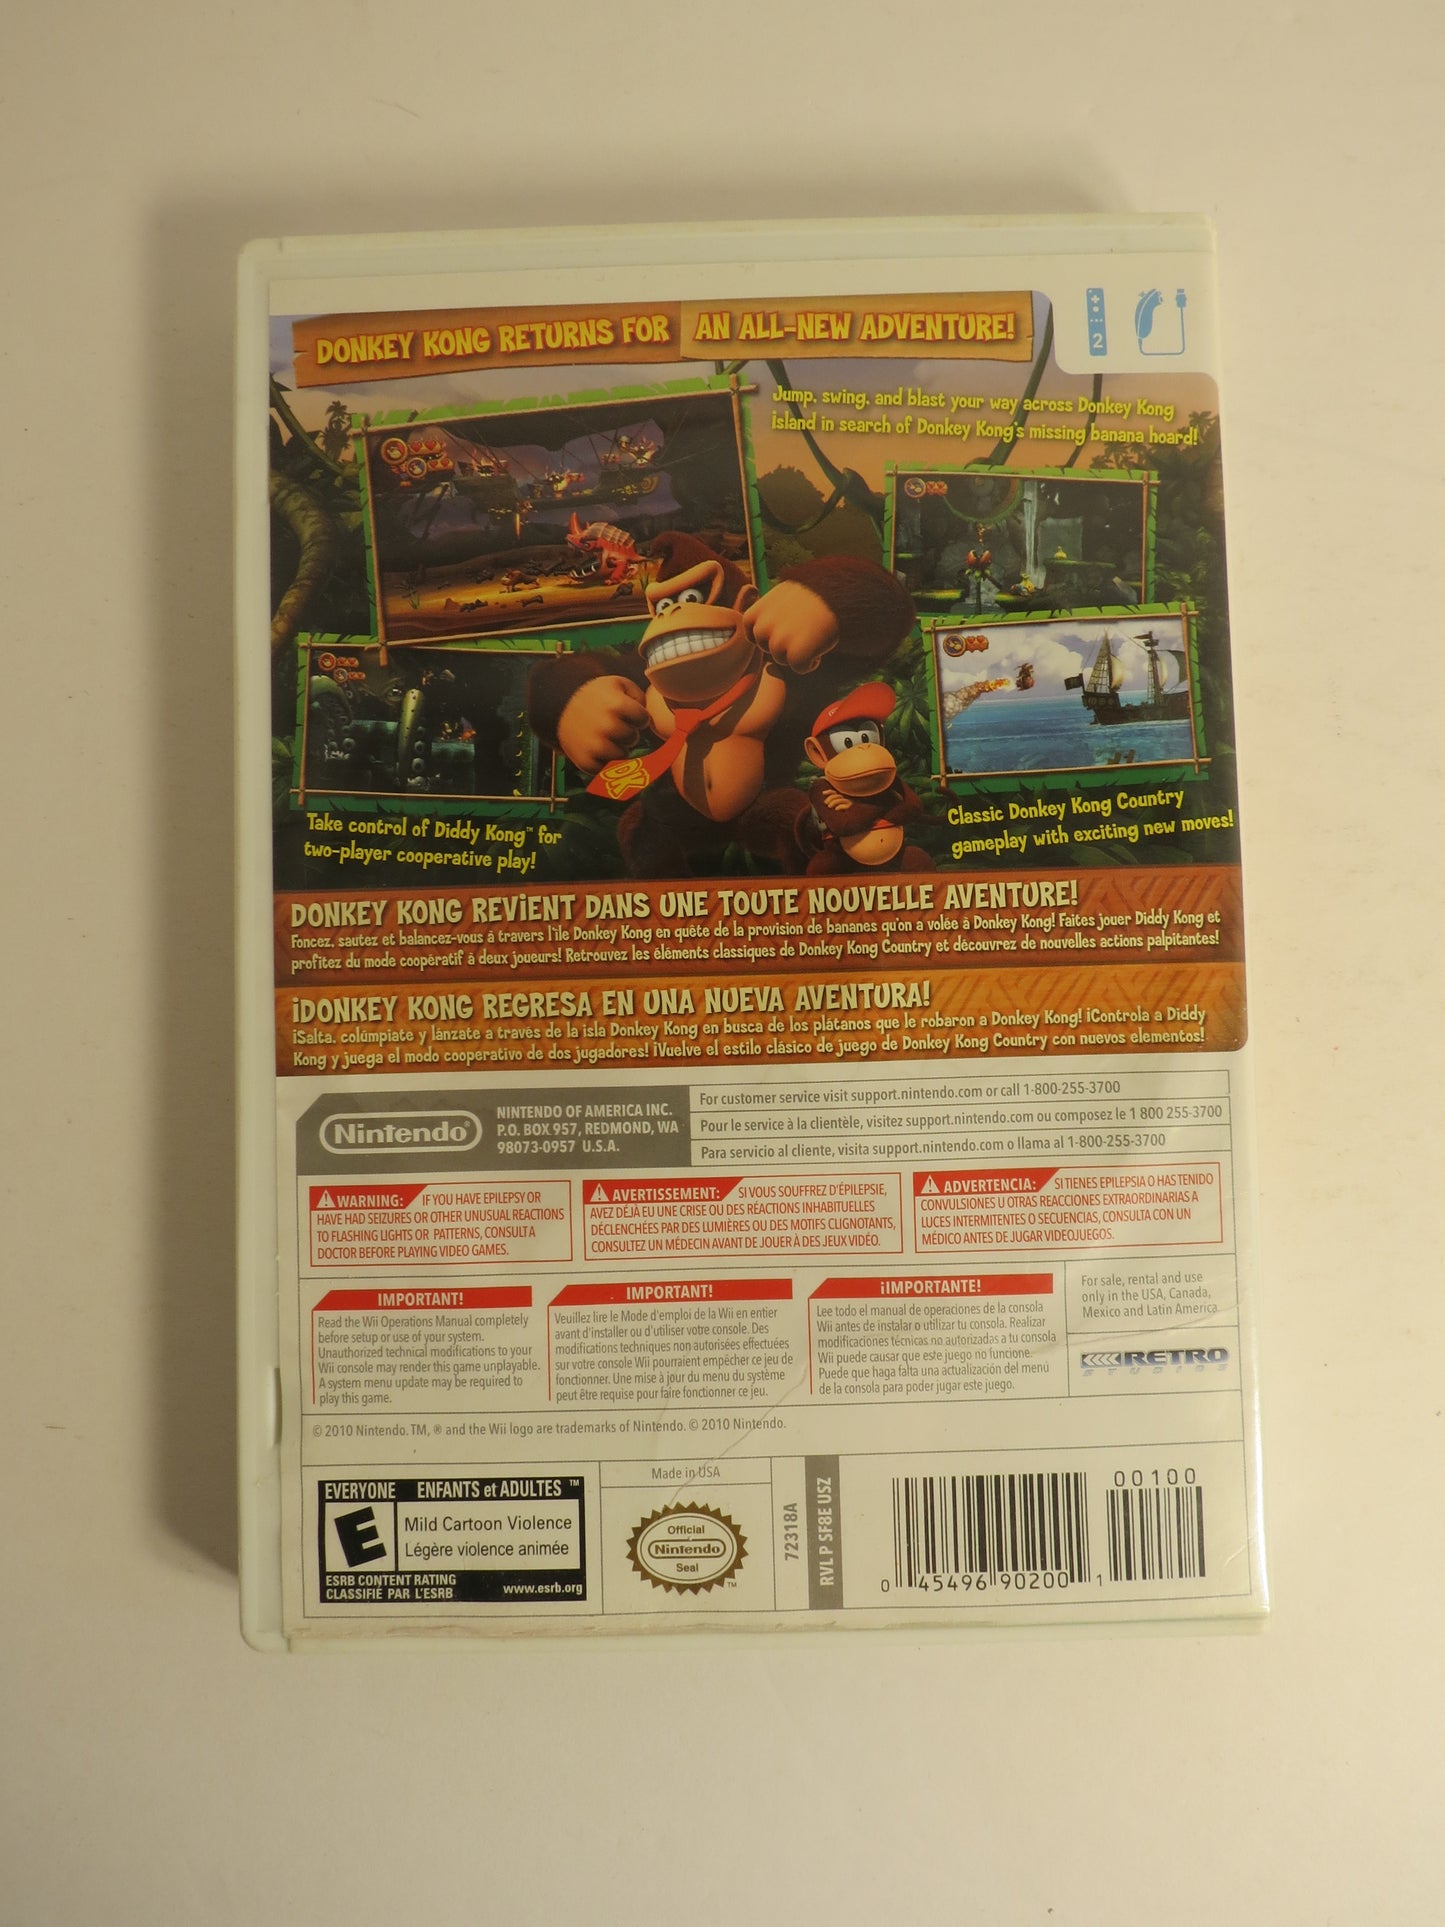 DONKEY KONG RETURNS FOR AN ALL-NEW ADVENTURE!
2
Jump, swing, and blast your way across Donkey Kong
island in search of Donkey Kong's missing banana hoard!
DK
Take control of Diddy Kong™ for
two-player cooperative play!
Classic Donkey Kong Country
gameplay with exciting new moves!
DONKEY KONG REViENT DANS UNE TOUTE NOUVELLE AVENTURE!
Foncez, sautez et balancez-vous à travers l'île Donkey Kong en quête de la provision de bananes qu'on a volée à Donkey Kong! Faites jouer Diddy Kong et
profitez du mode coopératif à deux joueurs! Retrouvez les éléments classiques de Donkey Kong Country et découvrez de nouvelles actions palpitantes!
¡DONKEY KONG REGRESA EN UNA NUEVA AVENTURA!
¡Salta, colúmpiate y lánzate a través de la isla Donkey Kong en busca de los plátanos que le robaron a Donkey Kong! ¡Controla a Diddy
Kong y juega el modo cooperativo de dos jugadores! ¡Vuelve el estilo clásico de juego de Donkey Kong Country con nuevos elementos!
Nintendo®
NINTENDO OF AMERICA INC.
P.O. BOX 957, REDMOND, WA
98073-0957 U.S.A.
For customer service visit support.nintendo.com or call 1-800-255-3700
Pour le service à la clientèle, visitez support.nintendo.com ou composez le 1 800 255-3700
Para servicio al cliente, visita support.nintendo.com o llama al 1-800-255-3700
WARNING: IF YOU HAVE EPILEPSY OR
HAVE HAD SEIZURES OR OTHER UNUSUAL REACTIONS
TO FLASHING LIGHTS OR PATTERNS, CONSULT A
DOCTOR BEFORE PLAYING VIDEO GAMES.
AVERTISSEMENT: SI VOUS SOUFFREZ D'ÉPILEPSIE,
AVEZ DÉJÀ EU UNE CRISE OU DES RÉACTIONS INHABITUELLES
DÉCLENCHÉES PAR DES LUMIÈRES OU DES MOTIFS CLIGNOTANTS,
CONSULTEZ UN MÉDECIN AVANT DE JOUER À DES JEUX VIDÉO.
ADVERTENCIA: SI TIENES EPILEPSIA O HAS TENIDO
CONVULSIONES U OTRAS REACCIONES EXTRAORDINARIAS A
LUCES INTERMITENTES O SECUENCIAS, CONSULTA CON UN
MÉDICO ANTES DE JUGAR VIDEOJUEGOS.
IMPORTANT!
Read the Wii Operations Manual completely
before setup or use of your system.
Unauthorized technical modifications to your
Wii console may render this game unplayable.
A system menu update may be required to
play this game.
IMPORTANT!
Veuillez lire le Mode d'emploi de la Wii en entier
avant d'installer ou d'utiliser votre console. Des
modifications techniques non autorisées effectuées
sur votre console Wii pourraient empêcher ce jeu de
fonctionner. Une mise à jour du menu du système
peut être requise pour faire fonctionner ce jeu.
¡IMPORTANTE!
Lee todo el manual de operaciones de la consola
Wii antes de instalar o utilizar tu consola. Realizar
modificaciones técnicas no autorizadas a tu consola
Wii puede causar que este juego no funcione.
Puede que haga falta una actualización del menú
de la consola para poder jugar este juego.
For sale, rental and use
only in the USA, Canada,
Mexico and Latin America.
RETRO
STUDIOS
© 2010 Nintendo. TM, ® and the Wii logo are trademarks of Nintendo. © 2010 Nintendo.
EVERYONE ENFANTS et ADULTES ™
E
Mild Cartoon Violence
Légère violence animée
ESRB CONTENT RATING
CLASSIFIÉ PAR L'ESRB
www.esrb.org
Made in USA
Official
Nintendo
Seal
™
72318A
RVL P SF8E USZ
00100
0 45496 90200 1